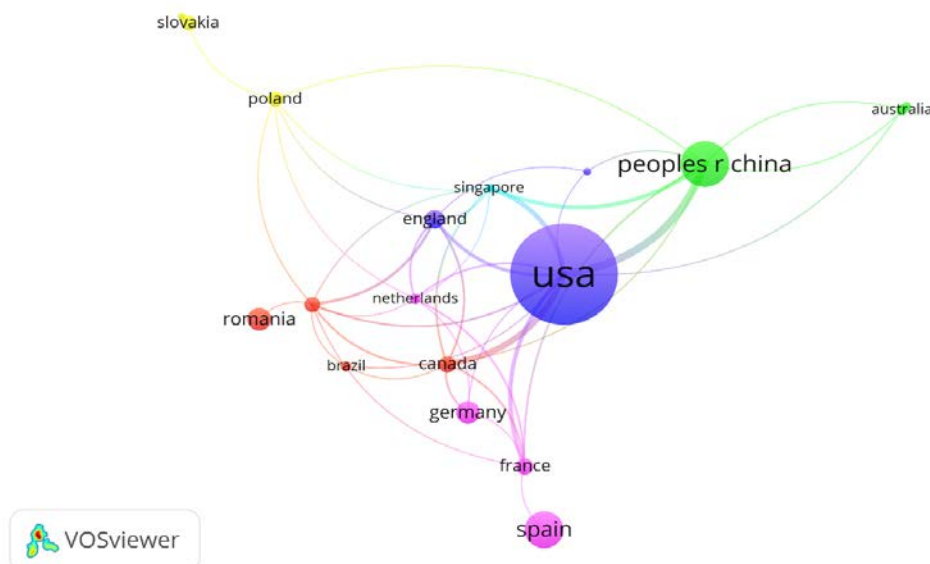 slovakia
poland
australia
peoples r china
singapore
england
usa
netherlands
romania
brazil
canada
germany
france
spain
VOSviewer